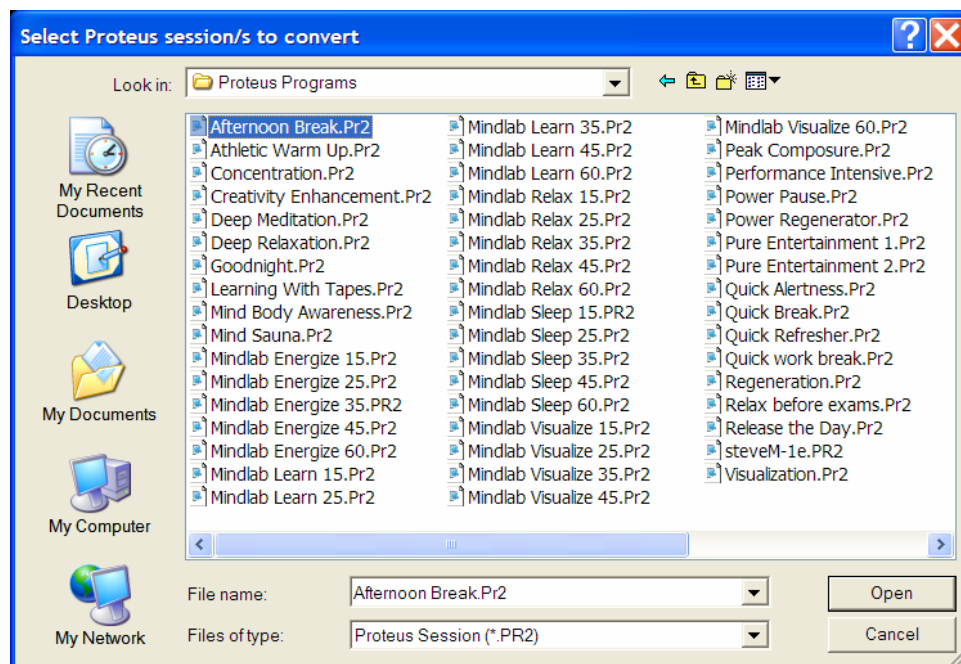 Select Proteus session/s to convert
Look in: Proteus Programs
My Recent
Documents
Desktop
My Documents
My Computer
My Network
Afternoon Break.Pr2
Athletic Warm Up.Pr2
Concentration.Pr2
Creativity Enhancement.Pr2
Deep Meditation.Pr2
Deep Relaxation.Pr2
Goodnight.Pr2
Learning With Tapes.Pr2
Mind Body Awareness.Pr2
Mind Sauna.Pr2
Mindlab Energize 15.Pr2
Mindlab Energize 25.Pr2
Mindlab Energize 35.PR2
Mindlab Energize 45.Pr2
Mindlab Energize 60.Pr2
Mindlab Learn 15.Pr2
Mindlab Learn 25.Pr2
Mindlab Learn 35.Pr2
Mindlab Learn 45.Pr2
Mindlab Learn 60.Pr2
Mindlab Relax 15.Pr2
Mindlab Relax 25.Pr2
Mindlab Relax 35.Pr2
Mindlab Relax 45.Pr2
Mindlab Relax 60.Pr2
Mindlab Sleep 15.PR2
Mindlab Sleep 25.Pr2
Mindlab Sleep 35.Pr2
Mindlab Sleep 45.Pr2
Mindlab Sleep 60.Pr2
Mindlab Visualize 15.Pr2
Mindlab Visualize 25.Pr2
Mindlab Visualize 35.Pr2
Mindlab Visualize 45.Pr2
Mindlab Visualize 60.Pr2
Peak Composure.Pr2
Performance Intensive.Pr2
Power Pause.Pr2
Power Regenerator.Pr2
Pure Entertainment 1.Pr2
Pure Entertainment 2.Pr2
Quick Alertness.Pr2
Quick Break.Pr2
Quick Refresher.Pr2
Quick work break.Pr2
Regeneration.Pr2
Relax before exams.Pr2
Release the Day.Pr2
steveM-1e.PR2
Visualization.Pr2
File name: Afternoon Break.Pr2 Open
Files of type: Proteus Session (*.PR2) Cancel